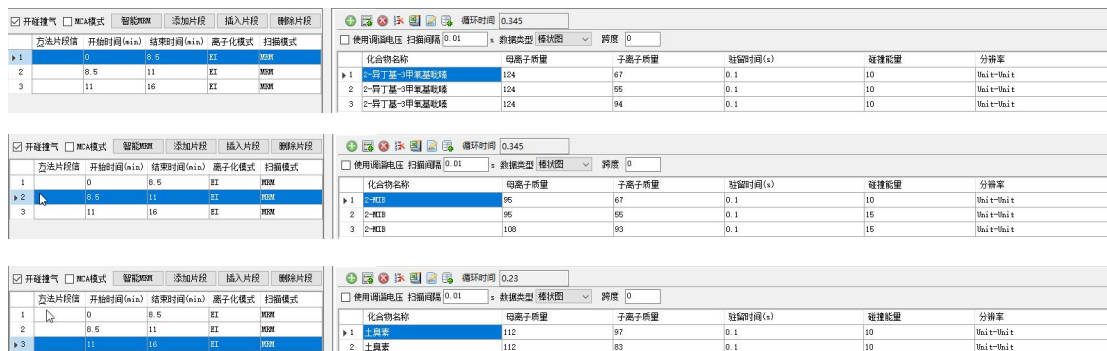 开碰撞气 MCA模式 智能MRM 添加片段 插入片段 删除片段 循环时间 0.345
使用调谐电压 扫描间隔 0.01 s 数据类型 棒状图 跨度 0
方法片段信 开始时间(min) 结束时间(min) 离子化模式 扫描模式
1 0 8.5 EI MRM
2 8.5 11 EI MRM
3 11 16 EI MRM
化合物名称 母离子质量 子离子质量 驻留时间(s) 碰撞能量 分辨率
1 2-异丁基-3甲氧基吡嗪 124 67 0.1 10 Unit-Unit
2 2-异丁基-3甲氧基吡嗪 124 55 0.1 10 Unit-Unit
3 2-异丁基-3甲氧基吡嗪 124 94 0.1 10 Unit-Unit
开碰撞气 MCA模式 智能MRM 添加片段 插入片段 删除片段 循环时间 0.345
使用调谐电压 扫描间隔 0.01 s 数据类型 棒状图 跨度 0
方法片段信 开始时间(min) 结束时间(min) 离子化模式 扫描模式
1 0 8.5 EI MRM
2 8.5 11 EI MRM
3 11 16 EI MRM
化合物名称 母离子质量 子离子质量 驻留时间(s) 碰撞能量 分辨率
1 2-MIB 95 67 0.1 10 Unit-Unit
2 2-MIB 95 55 0.1 15 Unit-Unit
3 2-MIB 108 93 0.1 15 Unit-Unit
开碰撞气 MCA模式 智能MRM 添加片段 插入片段 删除片段 循环时间 0.23
使用调谐电压 扫描间隔 0.01 s 数据类型 棒状图 跨度 0
方法片段信 开始时间(min) 结束时间(min) 离子化模式 扫描模式
1 0 8.5 EI MRM
2 8.5 11 EI MRM
3 11 16 EI MRM
化合物名称 母离子质量 子离子质量 驻留时间(s) 碰撞能量 分辨率
1 土臭素 112 97 0.1 10 Unit-Unit
2 土臭素 112 83 0.1 10 Unit-Unit